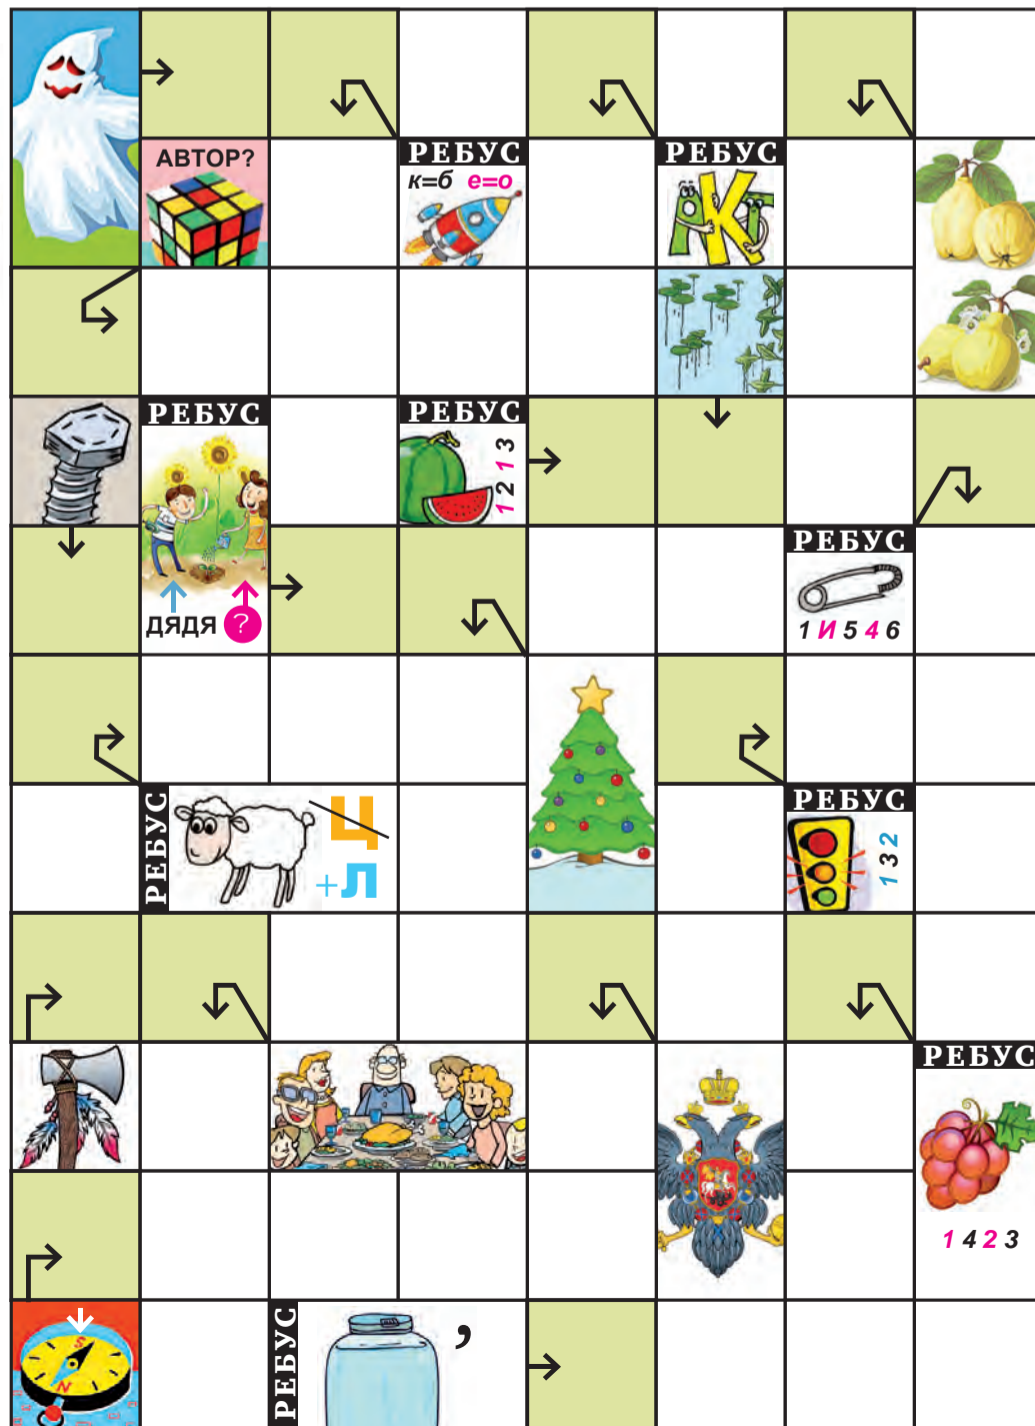 АВТОР?
РЕБУС
к=б е=о
РЕБУС
АКТ
РЕБУС
РЕБУС
1 2 1 3
ДЯДЯ ?
РЕБУС
1 И 5 4 6
РЕБУС
Ц
+Л
РЕБУС
1 3 2
РЕБУС
1 4 2 3
S
N
РЕБУС
,